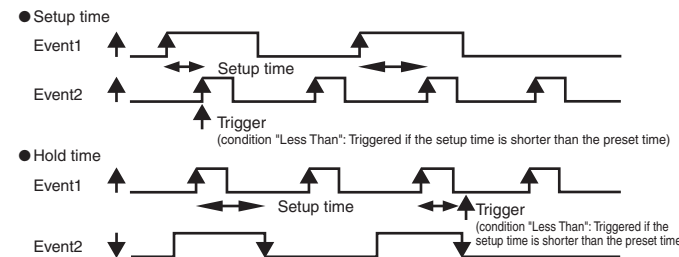 ● Setup time
Event1
Setup time
Event2
Trigger
(condition "Less Than": Triggered if the setup time is shorter than the preset time)
● Hold time
Event1
Setup time
Trigger
(condition "Less Than": Triggered if the
setup time is shorter than the preset time
Event2